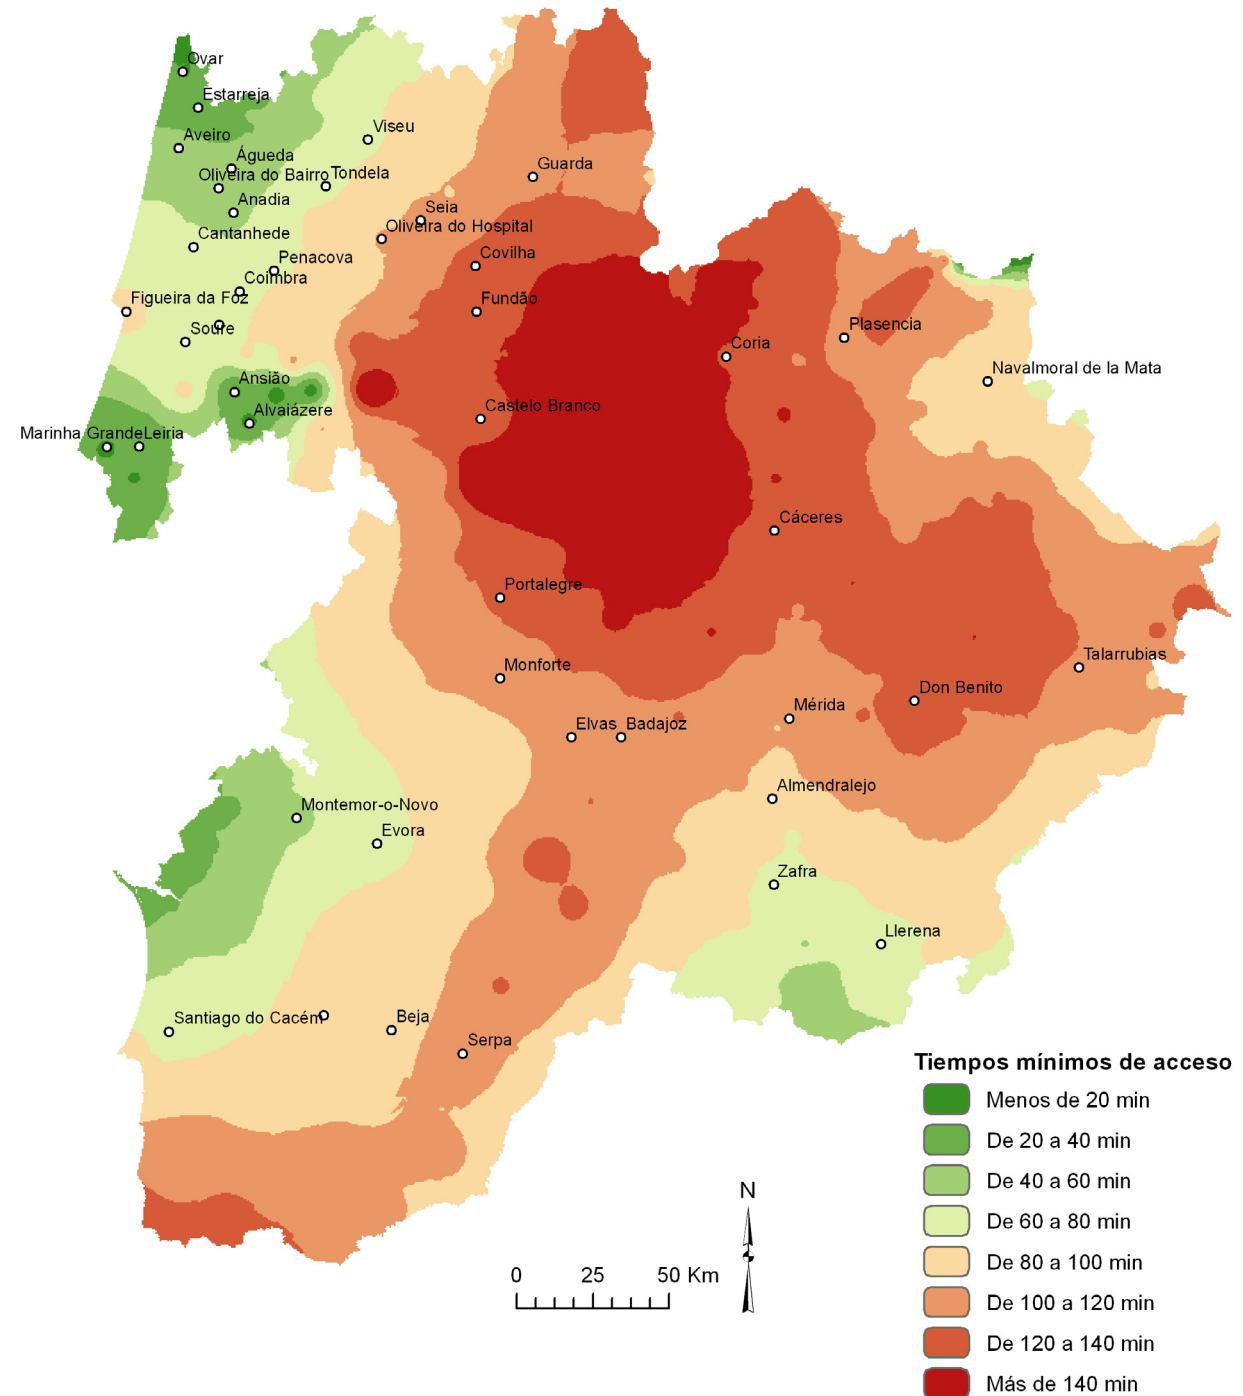 Ovar
Estarreja
Aveiro
Viseu
Águeda
Oliveira do Bairro
Tondela
Guarda
Anadia
Seia
Oliveira do Hospital
Cantanhede
Penacova
Covilha
Coimbra
Figueira da Foz
Fundão
Soure
Plasencia
Coria
Navalmoral de la Mata
Ansião
Alvaiázere
Castelo Branco
Marinha Grande
Leiria
Cáceres
Portalegre
Monforte
Talarrubias
Don Benito
Mérida
Elvas
Badajoz
Almendralejo
Montemor-o-Novo
Evora
Zafra
Llerena
Santiago do Cacém
Beja
Serpa
Tiempos mínimos de acceso
Menos de 20 min
De 20 a 40 min
De 40 a 60 min
De 60 a 80 min
De 80 a 100 min
De 100 a 120 min
De 120 a 140 min
Más de 140 min
N
0 25 50 Km